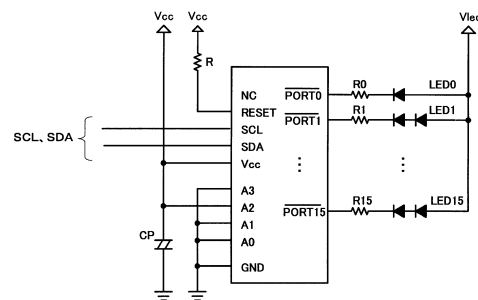 Vcc Vcc Vled
R
NC PORT0 R0 LED0
RESET PORT1 R1 LED1
SCL、SDA SCL
SDA
Vcc
A3
A2 PORT15 R15 LED15
A1
CP A0
GND